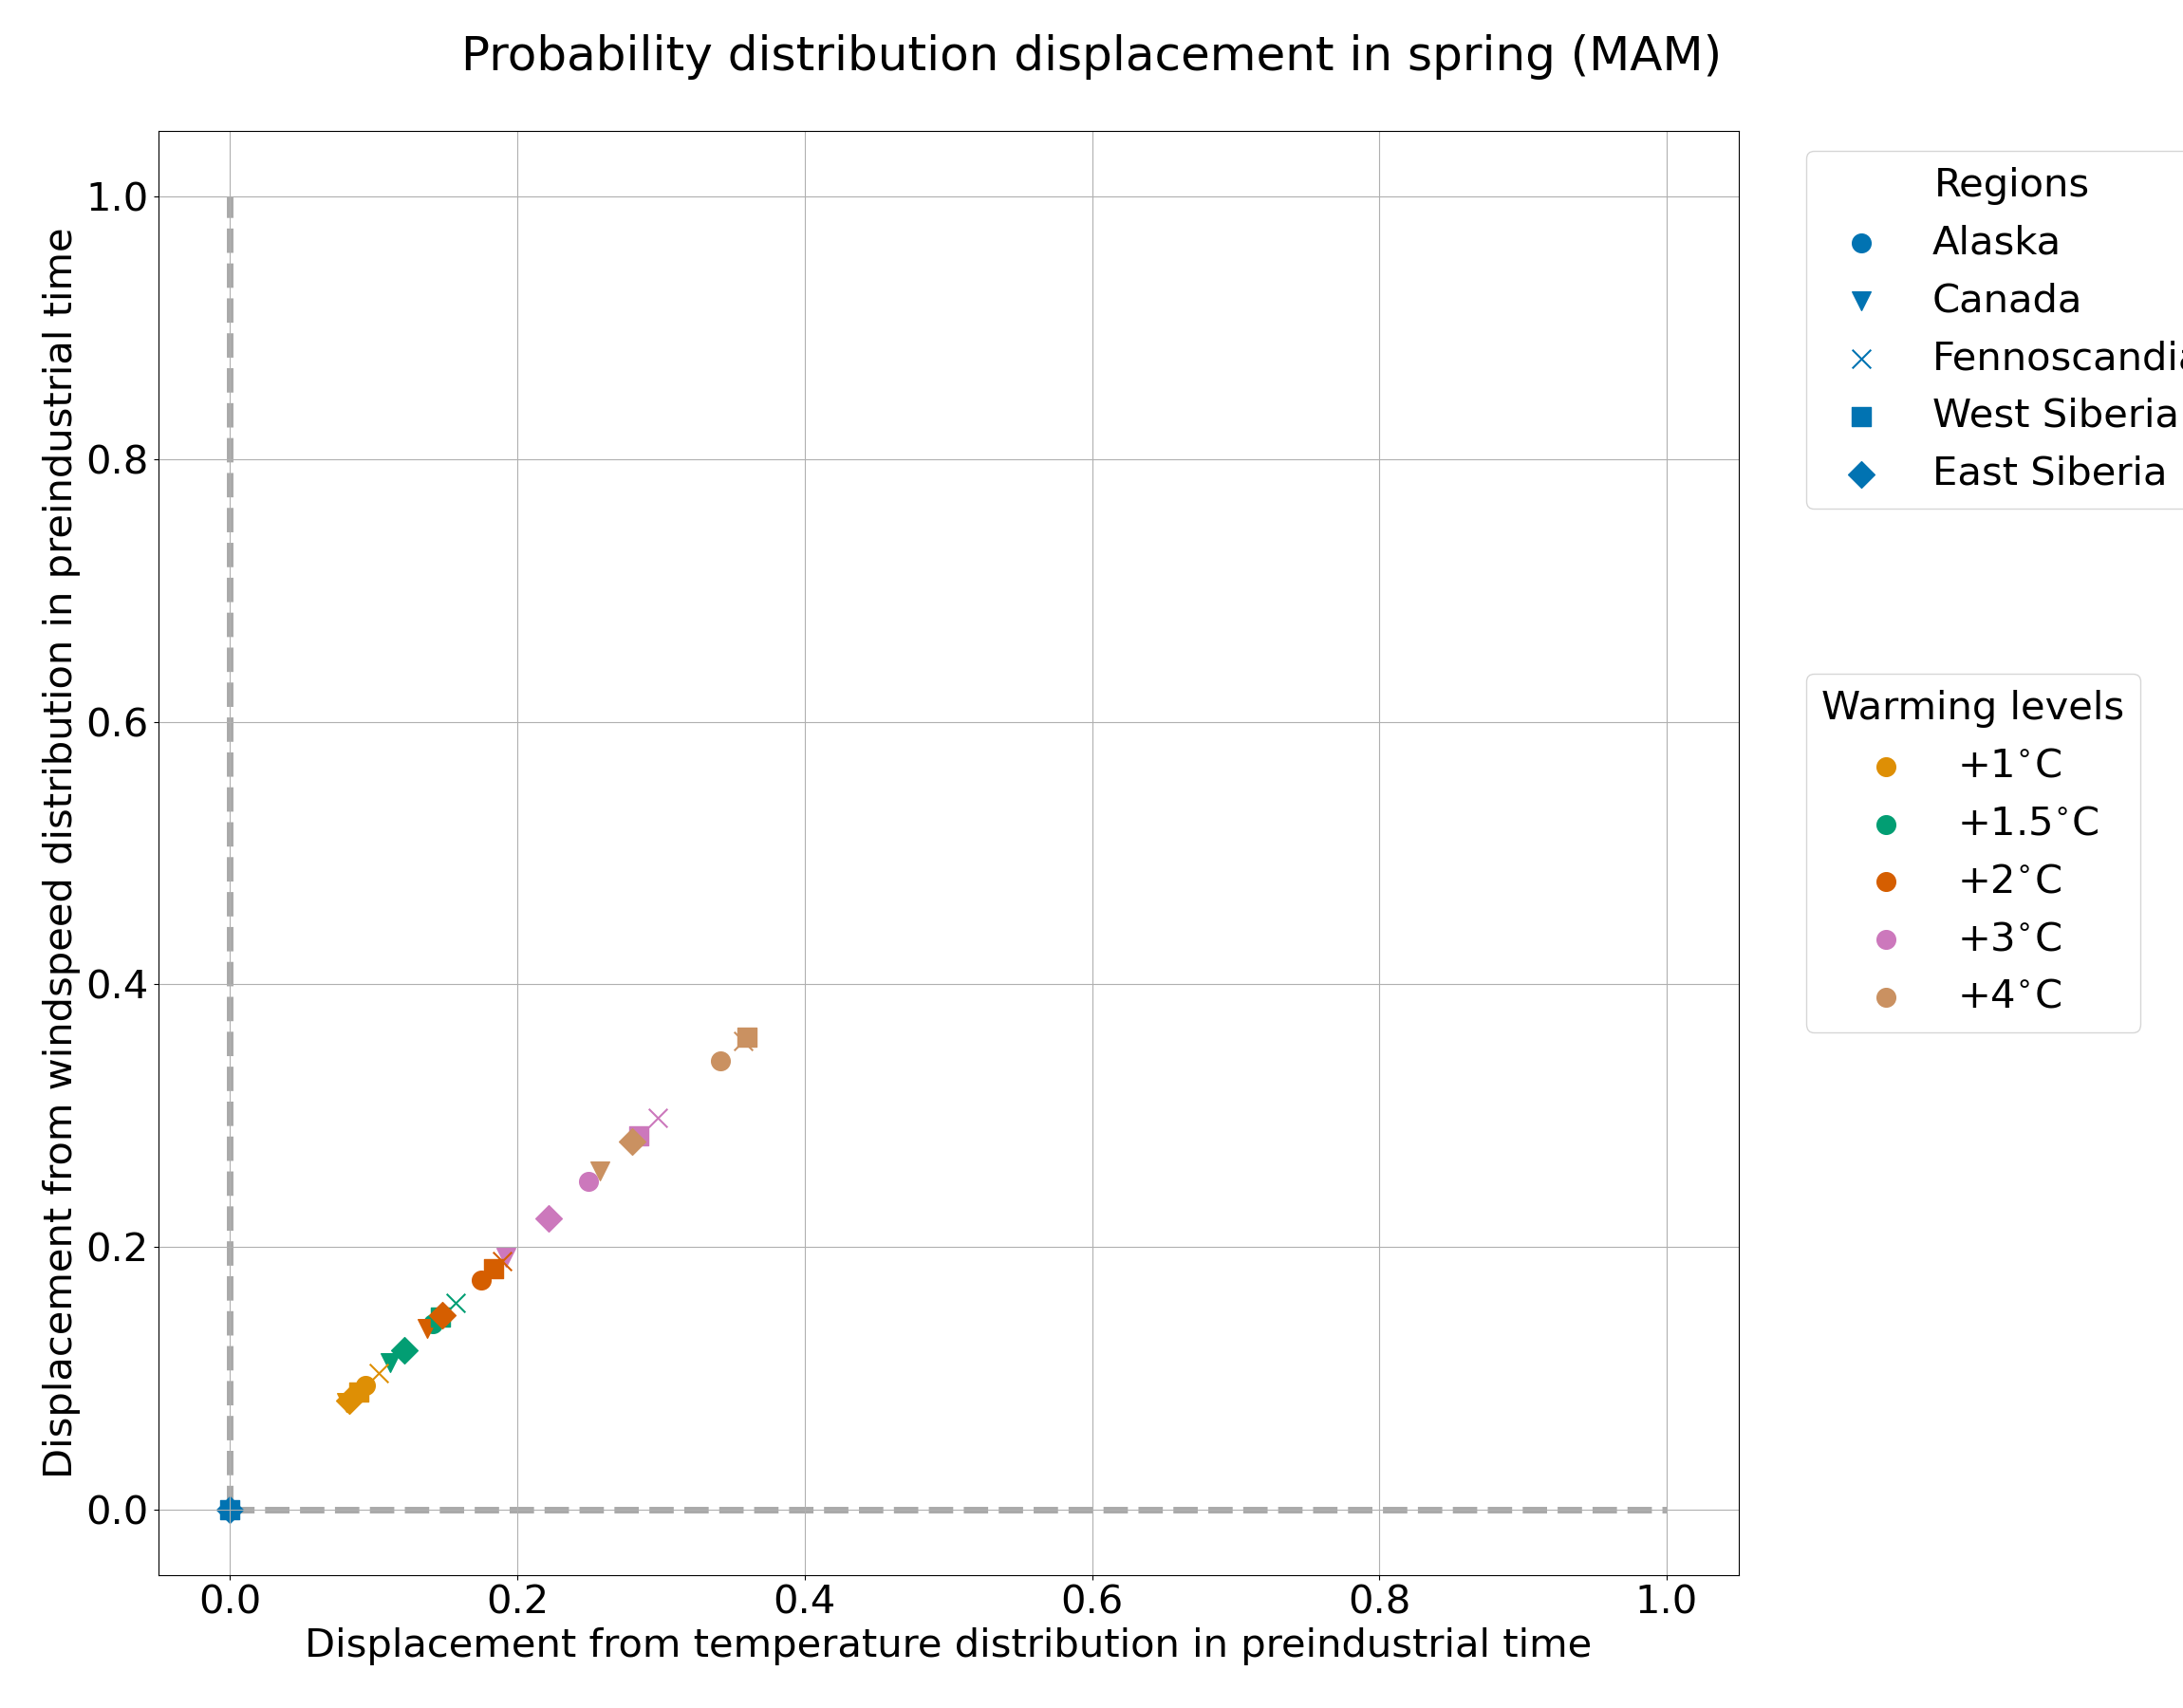 Probability distribution displacement in spring (MAM)
Displacement from windspeed distribution in preindustrial time
1.0
0.8
0.6
0.4
0.2
0.0
0.0 0.2 0.4 0.6 0.8 1.0
Displacement from temperature distribution in preindustrial time
Regions
Alaska
Canada
Fennoscandia
West Siberia
East Siberia
Warming levels
+1°C
+1.5°C
+2°C
+3°C
+4°C